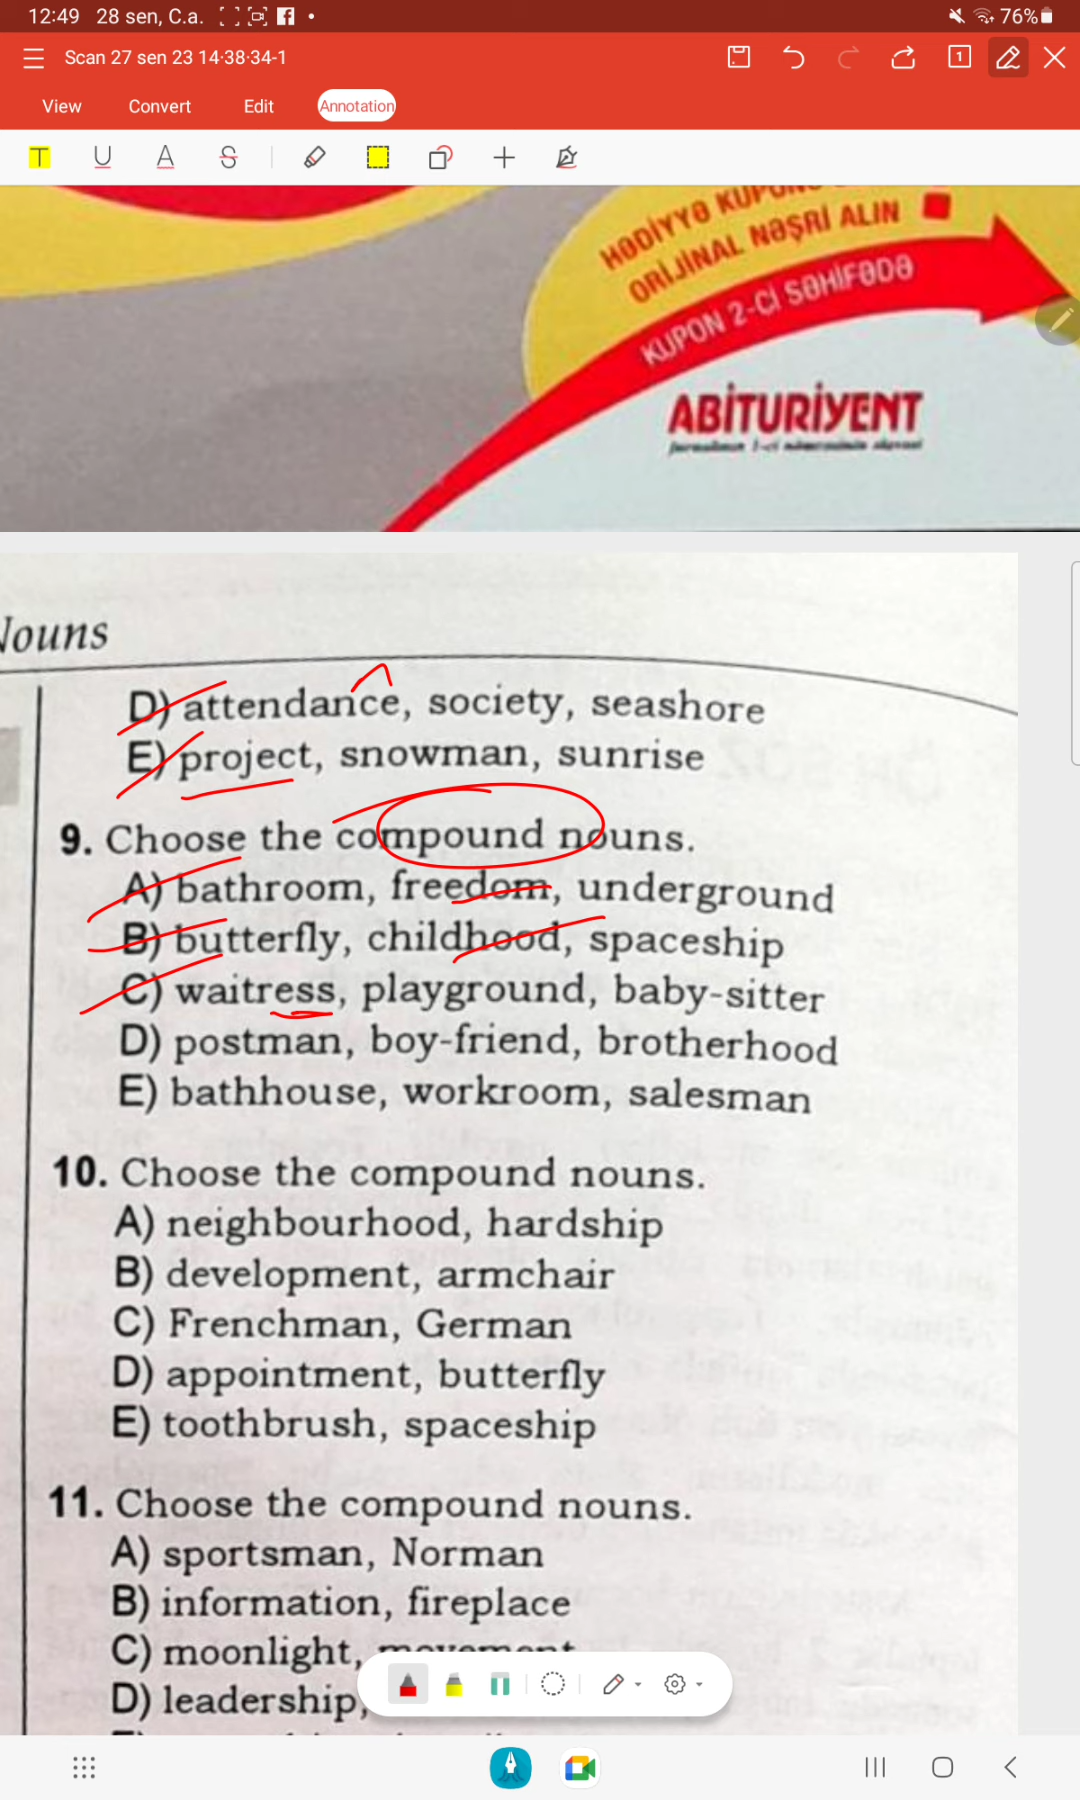 12:49 28 sen, C.a.
76%
Scan 27 sen 23 14-38-34-1
1
View Convert Edit Annotation
T U A S
HƏDİYYƏ
ORİJİNAL NƏŞRİ ALIN
KUPON 2-Cİ SƏHİFƏDƏ
ABİTURİYENT
Nouns
D) attendance, society, seashore
E) project, snowman, sunrise
9. Choose the compound nouns.
A) bathroom, freedom, underground
B) butterfly, childhood, spaceship
C) waitress, playground, baby-sitter
D) postman, boy-friend, brotherhood
E) bathhouse, workroom, salesman
10. Choose the compound nouns.
A) neighbourhood, hardship
B) development, armchair
C) Frenchman, German
D) appointment, butterfly
E) toothbrush, spaceship
11. Choose the compound nouns.
A) sportsman, Norman
B) information, fireplace
C) moonlight, movement
D) leadership,